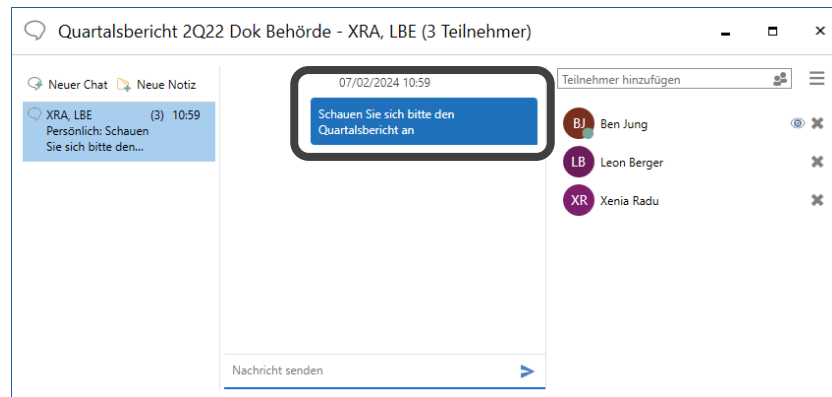 Quartalsbericht 2Q22 Dok Behörde - XRA, LBE (3 Teilnehmer)
Neuer Chat Neue Notiz
XRA, LBE (3) 10:59
Persönlich: Schauen
Sie sich bitte den...
07/02/2024 10:59
Schauen Sie sich bitte den
Quartalsbericht an
Nachricht senden
Teilnehmer hinzufügen
BJ Ben Jung
LB Leon Berger
XR Xenia Radu